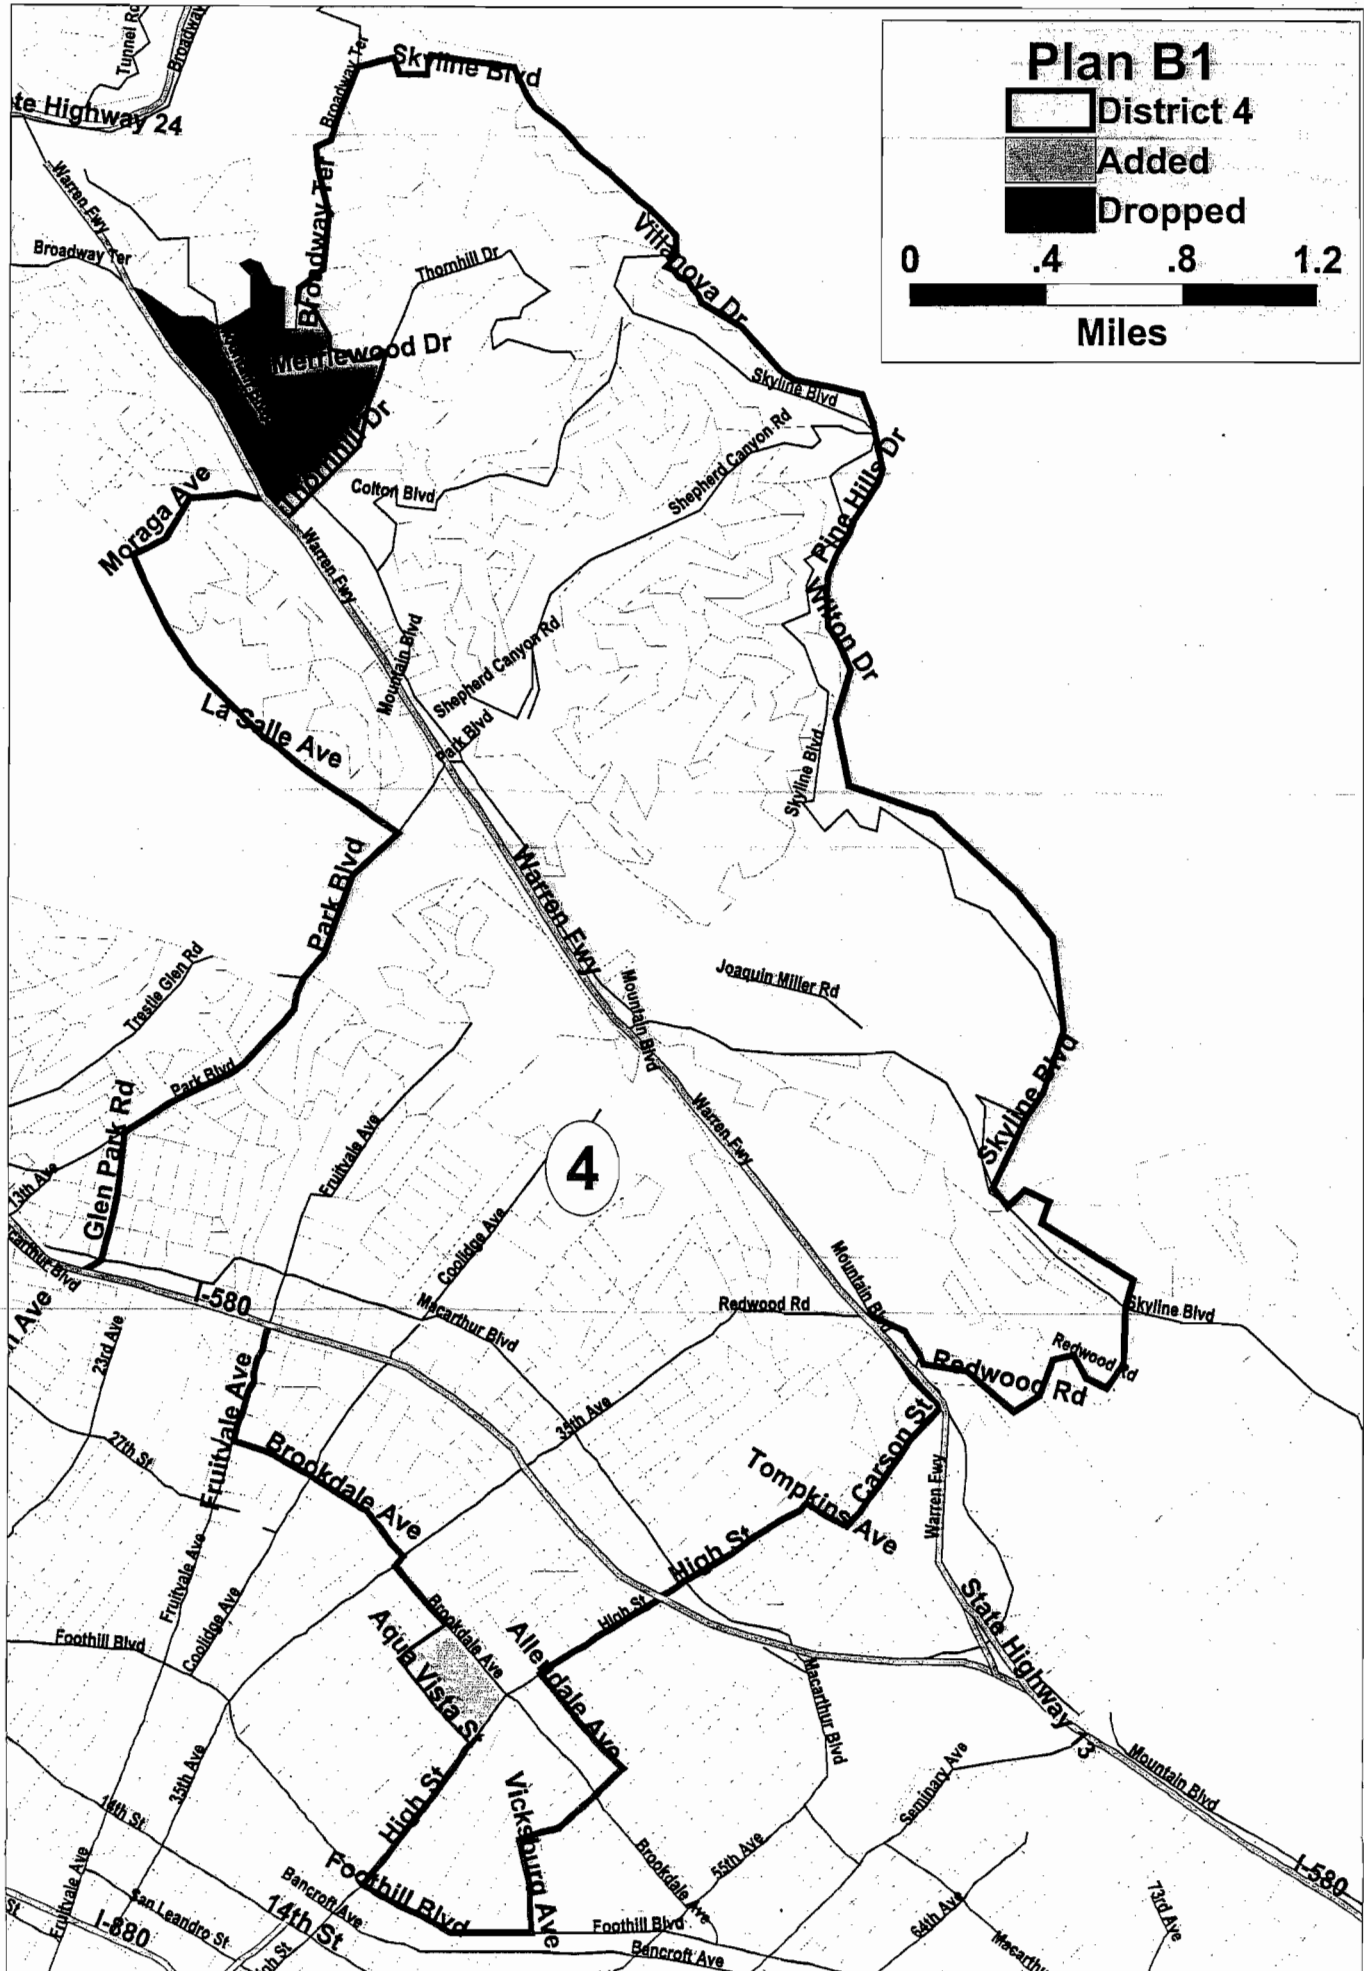 Plan B1
District 4
Added
Dropped
0 .4 .8 1.2
Miles
Tunnel Rd
Broadway
te Highway 24
Broadway Ter
Skyline Blvd
Warren Fwy
Broadway Ter
Broadway Ter
Thornhill Dr
Villanova Dr
Merriewood Dr
Skyline Blvd
Thornhill Dr
Shepherd Canyon Rd
Pine Hills Dr
Colton Blvd
Moraga Ave
Warren Fwy
Wilton Dr
Mountain Blvd
Shepherd Canyon Rd
La Salle Ave
Park Blvd
Skyline Blvd
Park Blvd
Warren Fwy
Trestle Glen Rd
Mountain Blvd
Joaquin Miller Rd
Park Blvd
Glen Park Rd
Skyline Blvd
Fruitvale Ave
Warren Fwy
4
13th Ave
Coolidge Ave
carthur Blvd
Mountain Blvd
I-580
Macarthur Blvd
Redwood Rd
Skyline Blvd
23rd Ave
Redwood Rd
Redwood Rd
Fruitvale Ave
35th Ave
Carson St
27th St
Brookdale Ave
Tompkins Ave
Warren Fwy
High St
Fruitvale Ave
Coolidge Ave
High St
State Highway 13
Foothill Blvd
Aqua Vista St
Brookdale Ave
Allendale Ave
Macarthur Blvd
Mountain Blvd
35th Ave
High St
Vicksburg Ave
Seminary Ave
14th St
Brookdale Ave
55th Ave
I-580
Foothill Blvd
Bancroft Ave
14th St
Fruitvale Ave
San Leandro St
I-880
St
gh St
Foothill Blvd
Bancroft Ave
64th Ave
73rd Ave
Macarthu